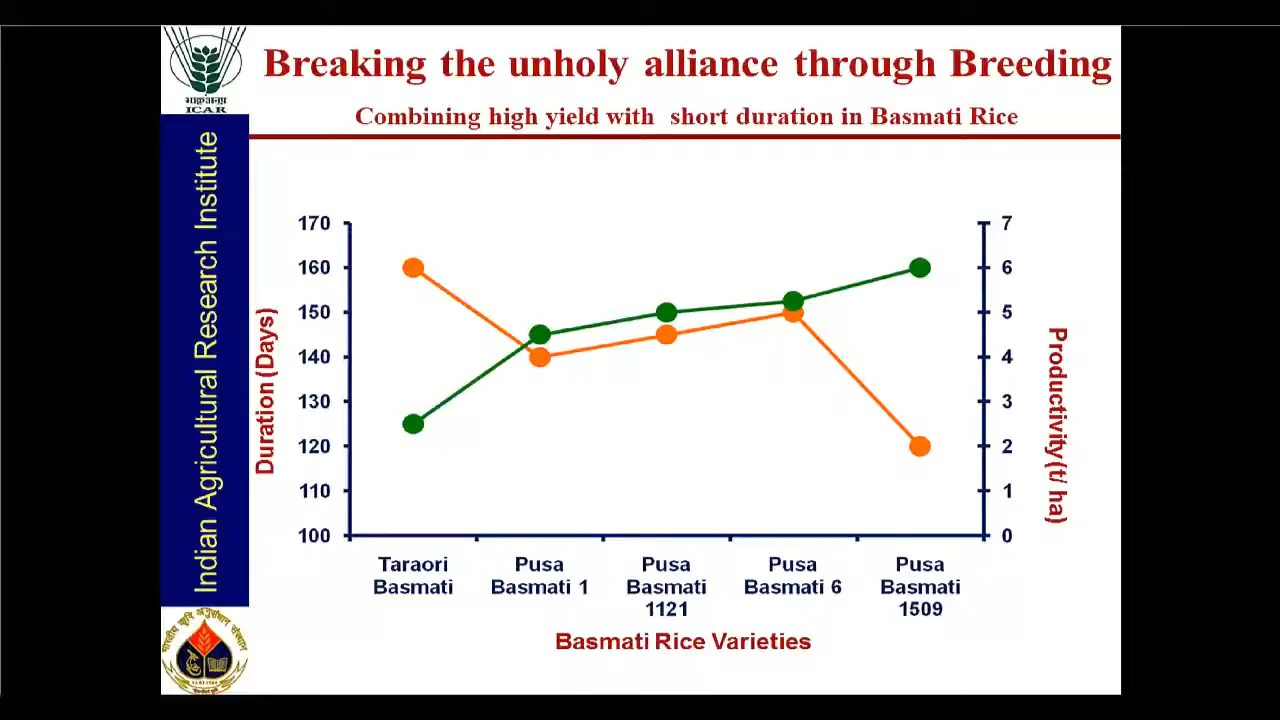 Breaking the unholy alliance through Breeding
Combining high yield with short duration in Basmati Rice
ICAR
Indian Agricultural Research Institute
Duration (Days)
170
160
150
140
130
120
110
100
7
6
5
4
3
2
1
0
Productivity (t/ ha)
Taraori
Basmati
Pusa
Basmati 1
Pusa
Basmati
1121
Pusa
Basmati 6
Pusa
Basmati
1509
Basmati Rice Varieties